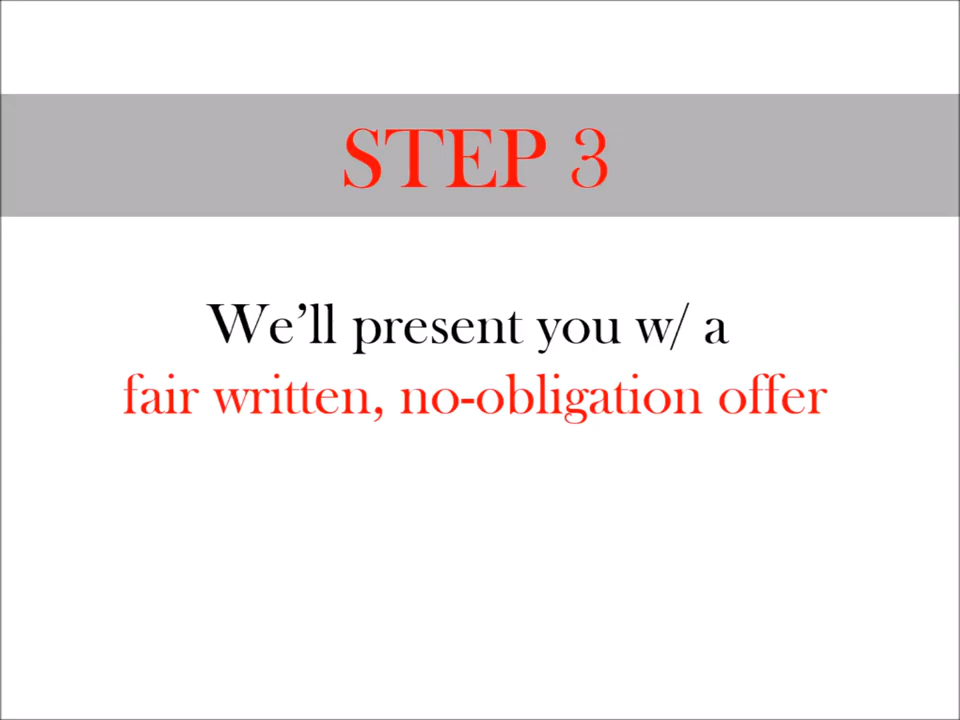 STEP 3
We’ll present you w/ a
fair written, no-obligation offer